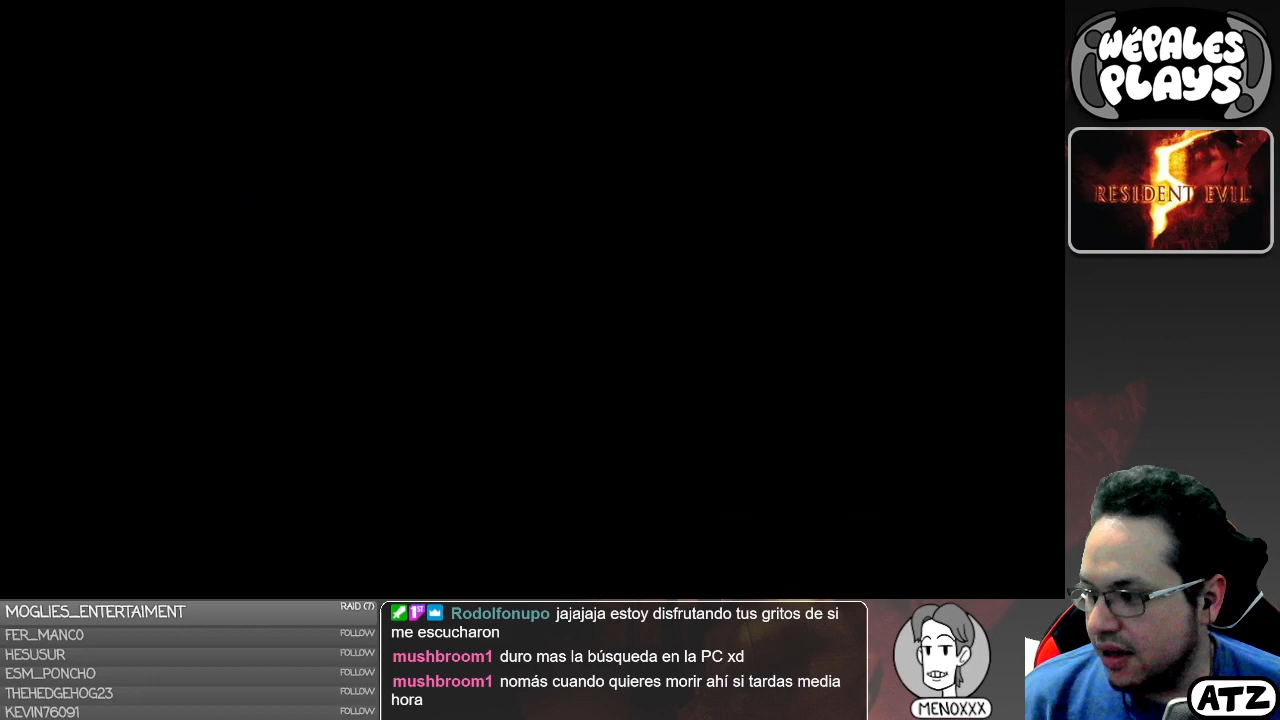 WÉPALES
PLAYS
RESIDENT EVIL
5
MOGLIES_ENTERTAIMENT RAID (7)
FER_MANCO FOLLOW
HESUSUR FOLLOW
ESM_PONCHO FOLLOW
THEHEDGEHOG23 FOLLOW
KEVIN76091 FOLLOW
1ST Rodolfonupo jajajaja estoy disfrutando tus gritos de si
me escucharon
mushbroom1 duro mas la búsqueda en la PC xd
mushbroom1 nomás cuando quieres morir ahí si tardas media
hora
MENOXXX
ATZ